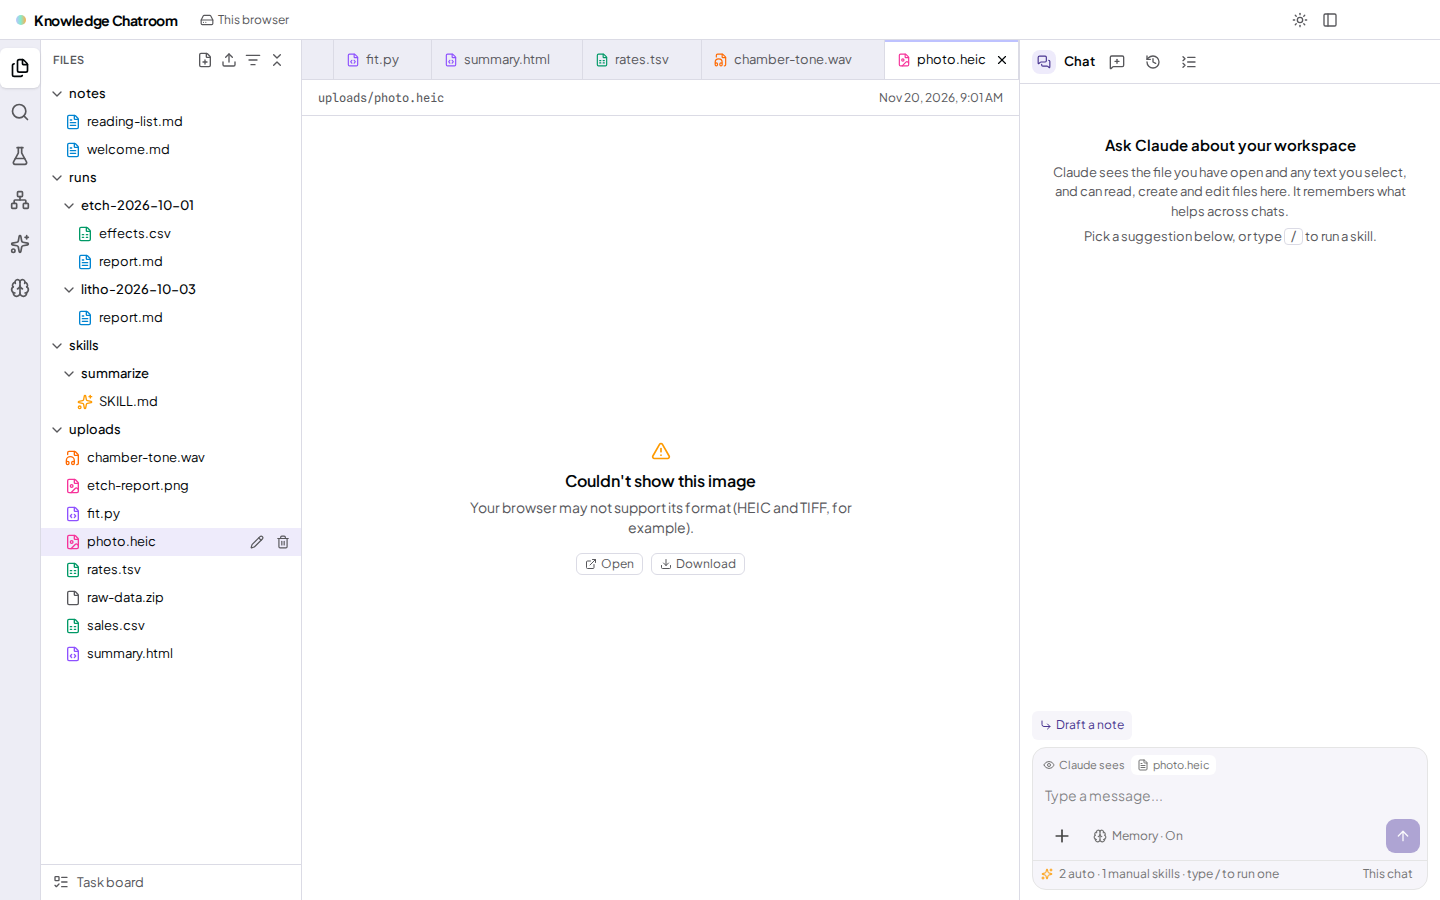 Knowledge Chatroom
This browser
FILES
notes
reading-list.md
welcome.md
runs
etch-2026-10-01
effects.csv
report.md
litho-2026-10-03
report.md
skills
summarize
SKILL.md
uploads
chamber-tone.wav
etch-report.png
fit.py
photo.heic
rates.tsv
raw-data.zip
sales.csv
summary.html
Task board
fit.py
summary.html
rates.tsv
chamber-tone.wav
photo.heic
uploads/photo.heic
Nov 20, 2026, 9:01 AM
Couldn't show this image
Your browser may not support its format (HEIC and TIFF, for
example).
Open
Download
Chat
Ask Claude about your workspace
Claude sees the file you have open and any text you select,
and can read, create and edit files here. It remembers what
helps across chats.
Pick a suggestion below, or type / to run a skill.
Draft a note
Claude sees
photo.heic
Type a message...
Memory · On
2 auto · 1 manual skills · type / to run one
This chat